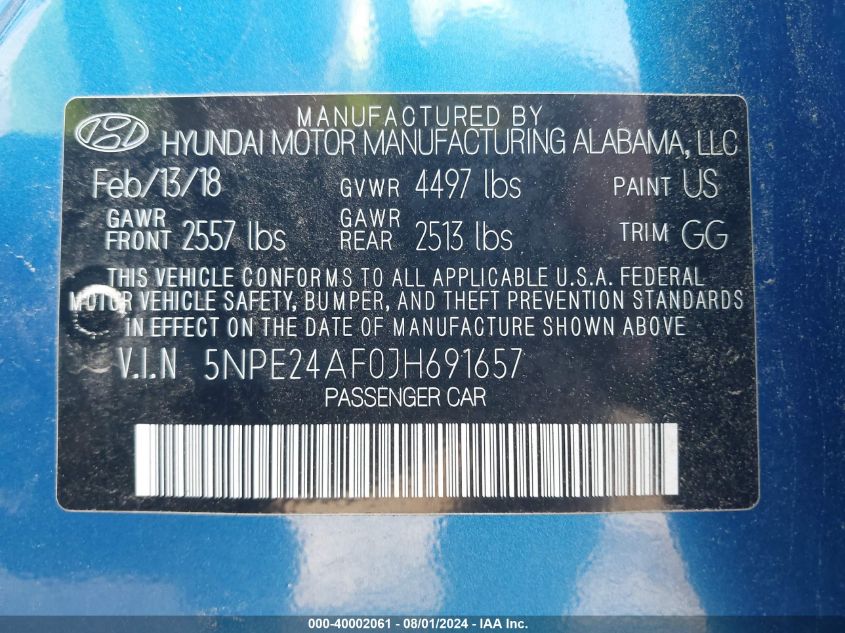 MANUFACTURED BY
HYUNDAI MOTOR MANUFACTURING ALABAMA, LLC
Feb/13/18 GVWR 4497 lbs PAINT US
GAWR FRONT 2557 lbs GAWR REAR 2513 lbs TRIM GG
THIS VEHICLE CONFORMS TO ALL APPLICABLE U.S.A. FEDERAL
MOTOR VEHICLE SAFETY, BUMPER, AND THEFT PREVENTION STANDARDS
IN EFFECT ON THE DATE OF MANUFACTURE SHOWN ABOVE.
V.I.N 5NPE24AF0JH691657
PASSENGER CAR
000-40002061 - 08/01/2024 - IAA Inc.